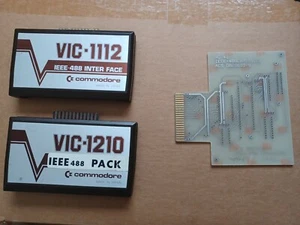 VIC-1112
IEEE-488 INTER FACE
commodore
VIC-1210
IEEE 488 PACK
commodore